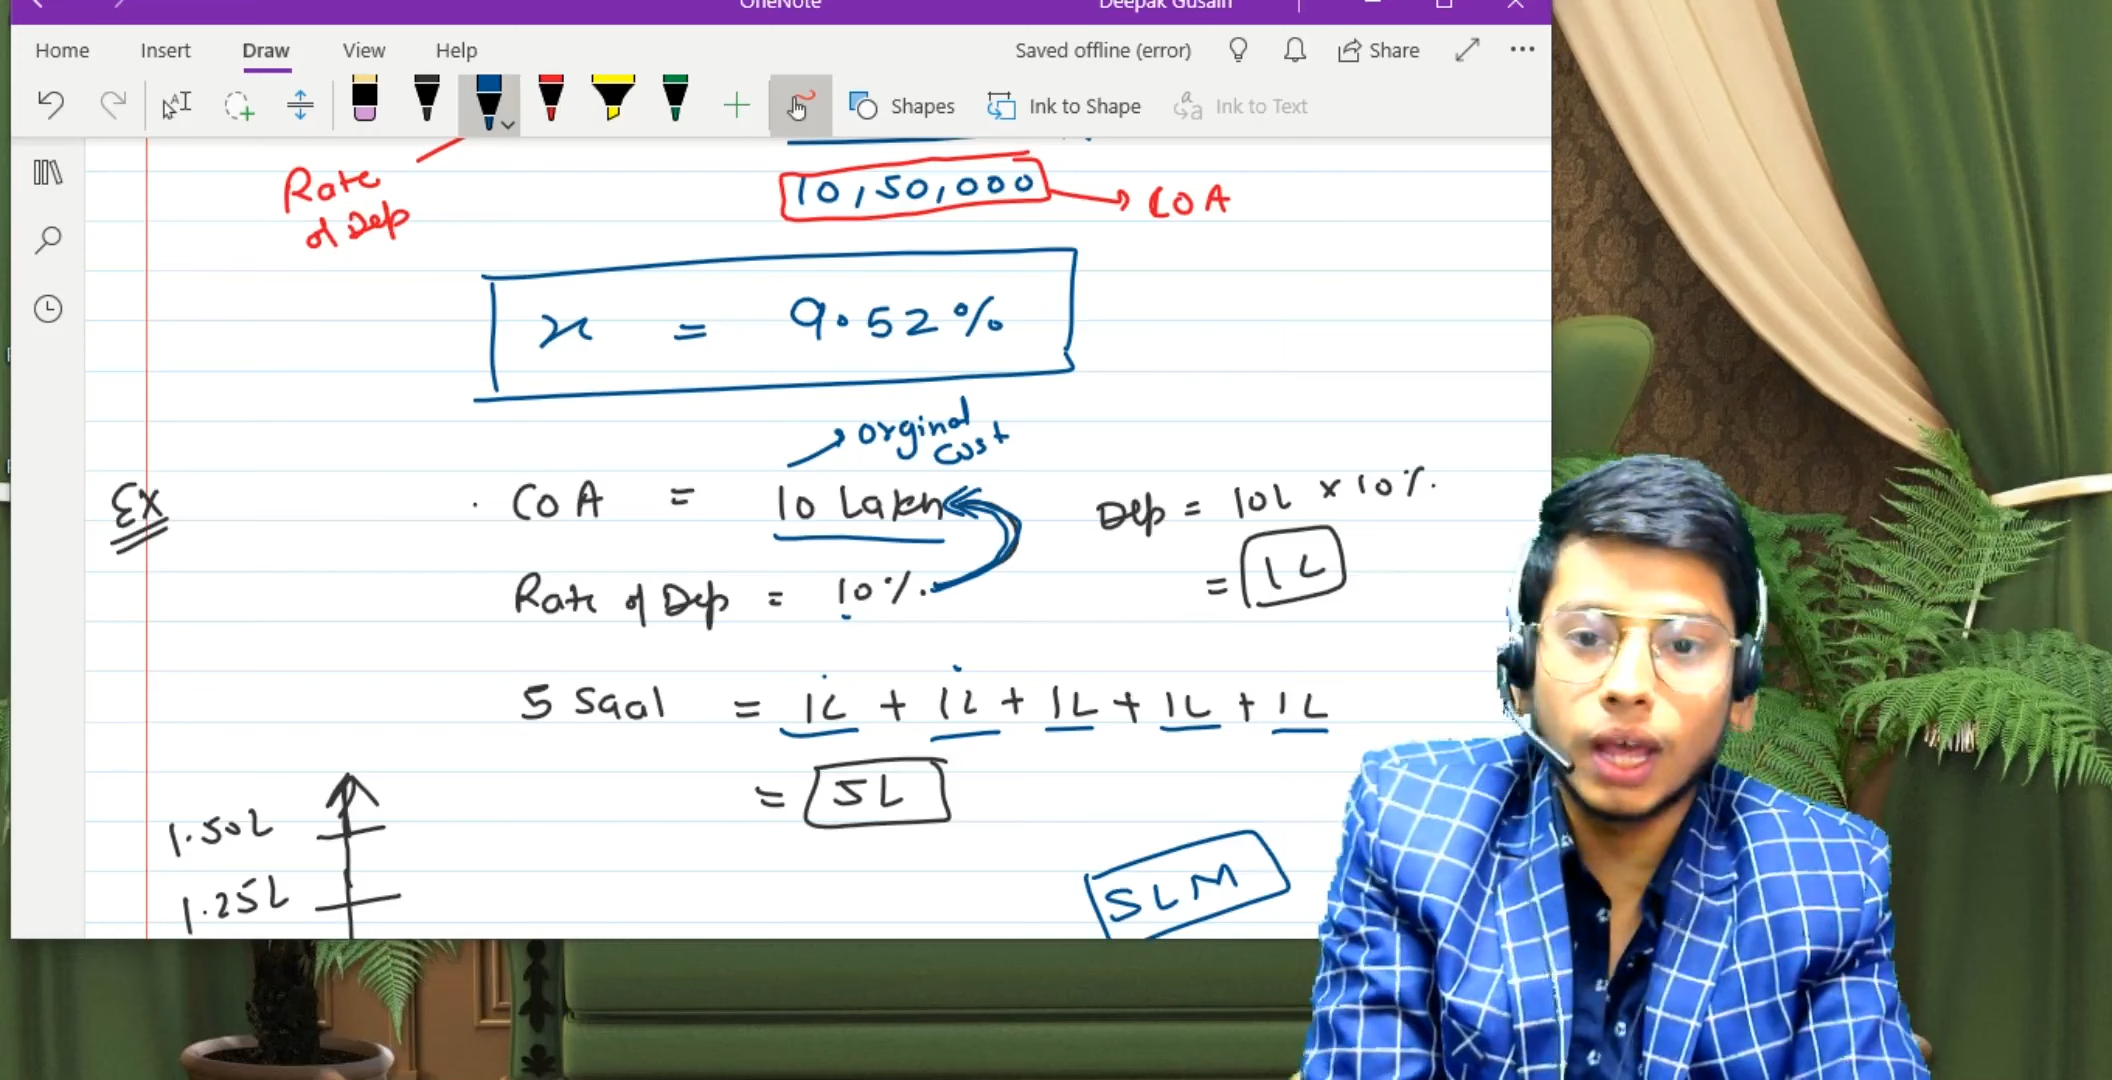 OneNote
Deepak Gusain
Home Insert Draw View Help Saved offline (error) Share
Shapes Ink to Shape Ink to Text
Rate of Dep
10,50,000 → COA
x = 9.52%
→ Orginal Cost
Ex
COA = 10 Lakh
Dep = 10L × 10%
= 1L
Rate of Dep = 10%
5 Saal = 1L + 1L + 1L + 1L + 1L
= 5L
1.50L
1.25L
SLM